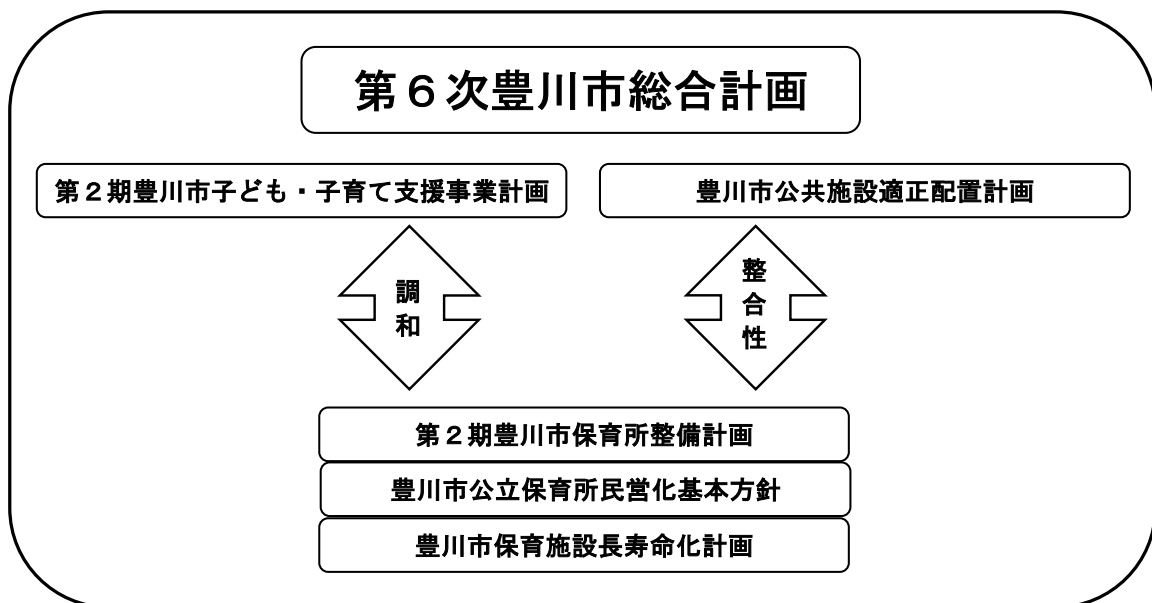 第６次豊川市総合計画
第２期豊川市子ども・子育て支援事業計画
豊川市公共施設適正配置計画
調和
整合性
第２期豊川市保育所整備計画
豊川市公立保育所民営化基本方針
豊川市保育施設長寿命化計画